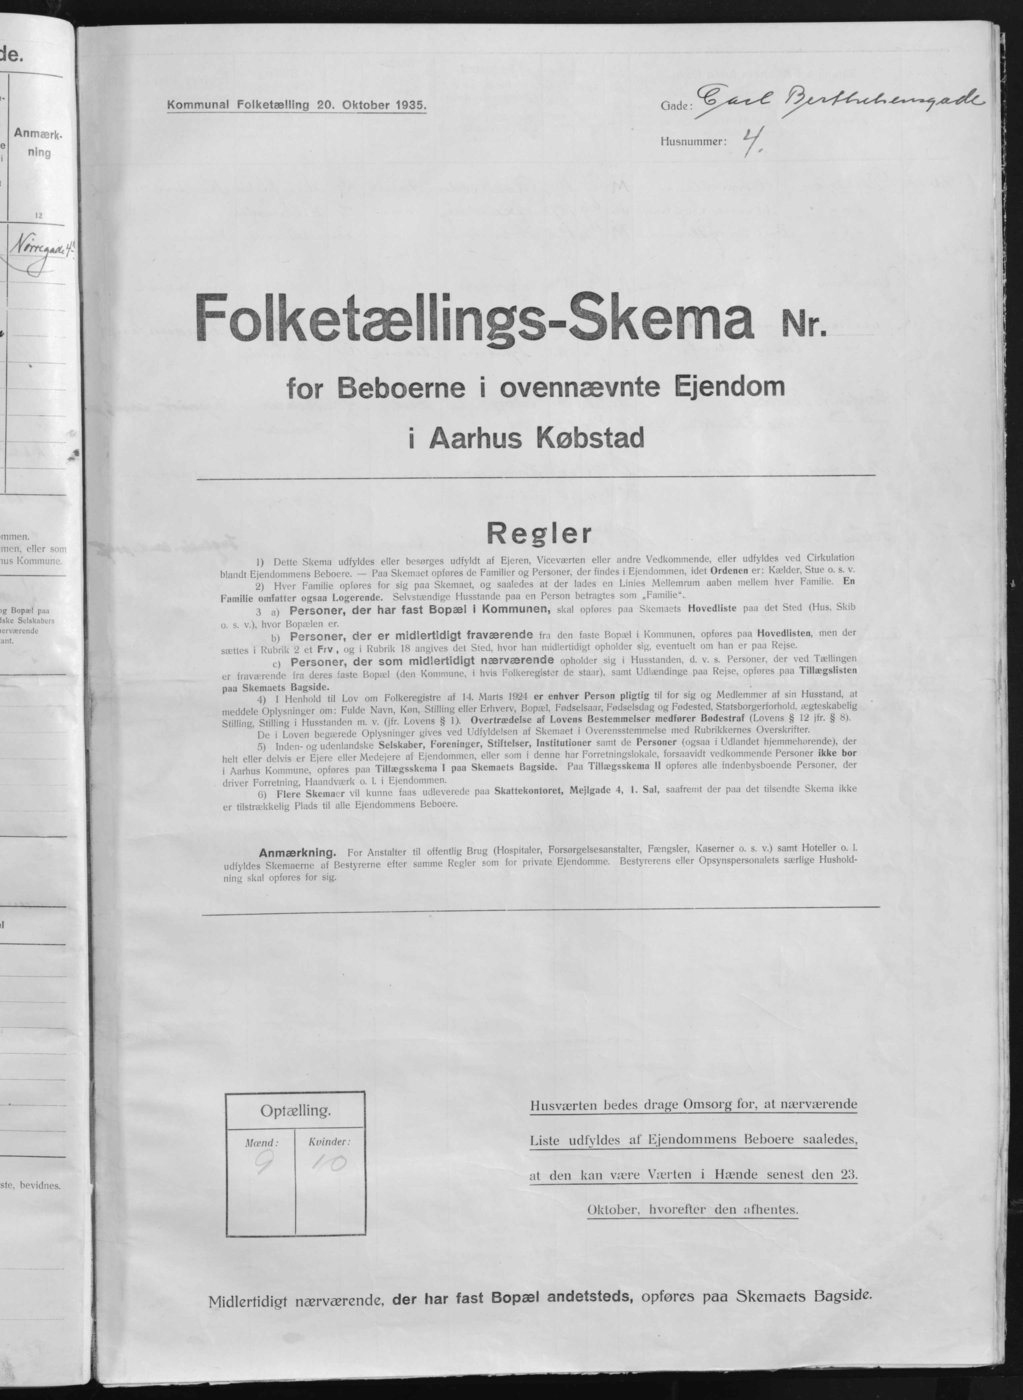 de.
Anmærk-
ning
12
Nørregade 4
Kommunal Folketælling 20. Oktober 1935.
Gade: Carl Berthelsensgade
Husnummer: 4.
Folketællings-Skema Nr.
for Beboerne i ovennævnte Ejendom
i Aarhus Købstad
Regler
1) Dette Skema udfyldes eller besørges udfyldt af Ejeren, Viceværten eller andre Vedkommende, eller udfyldes ved Cirkulation
blandt Ejendommens Beboere. — Paa Skemaet opføres de Familier og Personer, der findes i Ejendommen, idet Ordenen er: Kælder, Stue o. s. v.
2) Hver Familie opføres for sig paa Skemaet, og saaledes at der lades en Linies Mellemrum aaben mellem hver Familie. En
Familie omfatter ogsaa Logerende. Selvstændige Husstande paa en Person betragtes som „Familie“.
3 a) Personer, der har fast Bopæl i Kommunen, skal opføres paa Skemaets Hovedliste paa det Sted (Hus, Skib
o. s. v.), hvor Bopælen er.
b) Personer, der er midlertidigt fraværende fra den faste Bopæl i Kommunen, opføres paa Hovedlisten, men der
sættes i Rubrik 2 et Frv, og i Rubrik 18 angives det Sted, hvor han midlertidigt opholder sig, eventuelt om han er paa Rejse.
c) Personer, der som midlertidigt nærværende opholder sig i Husstanden, d. v. s. Personer, der ved Tællingen
er fraværende fra deres faste Bopæl (den Kommune, i hvis Folkeregister de staar), samt Udlændinge paa Rejse, opføres paa Tillægslisten
paa Skemaets Bagside.
4) I Henhold til Lov om Folkeregistre af 14. Marts 1924 er enhver Person pligtig til for sig og Medlemmer af sin Husstand, at
meddele Oplysninger om: Fulde Navn, Køn, Stilling eller Erhverv, Bopæl, Fødselsaar, Fødselsdag og Fødested, Statsborgerforhold, ægteskabelig
Stilling, Stilling i Husstanden m. v. (jfr. Lovens § 1). Overtrædelse af Lovens Bestemmelser medfører Bødestraf (Lovens § 12 jfr. § 8).
De i Loven begærede Oplysninger gives ved Udfyldelsen af Skemaet i Overensstemmelse med Rubrikkernes Overskrifter.
5) Inden- og udenlandske Selskaber, Foreninger, Stiftelser, Institutioner samt de Personer (ogsaa i Udlandet hjemmehørende), der
helt eller delvis er Ejere eller Medejere af Ejendommen, eller som i denne har Forretningslokale, forsaavidt vedkommende Personer ikke bor
i Aarhus Kommune, opføres paa Tillægsskema I paa Skemaets Bagside. Paa Tillægsskema II opføres alle indenbysboende Personer, der
driver Forretning, Haandværk o. l. i Ejendommen.
6) Flere Skemaer vil kunne faas udleverede paa Skattekontoret, Mejlgade 4, 1. Sal, saafremt der paa det tilsendte Skema ikke
er tilstrækkelig Plads til alle Ejendommens Beboere.
Anmærkning. For Anstalter til offentlig Brug (Hospitaler, Forsørgelsesanstalter, Fængsler, Kaserner o. s. v.) samt Hoteller o. l.
udfyldes Skemaerne af Bestyrerne efter samme Regler som for private Ejendomme. Bestyrerens eller Opsynspersonalets særlige Hushold-
ning skal opføres for sig.
Optælling.
Mænd: Kvinder:
9 10
Husværten bedes drage Omsorg for, at nærværende
Liste udfyldes af Ejendommens Beboere saaledes,
at den kan være Værten i Hænde senest den 23.
Oktober, hvorefter den afhentes.
Midlertidigt nærværende, der har fast Bopæl andetsteds, opføres paa Skemaets Bagside.
ommen.
men, eller som
hus Kommune.
og Bopæl paa
dske Selskabers
nærværende
tant.
ste, bevidnes.